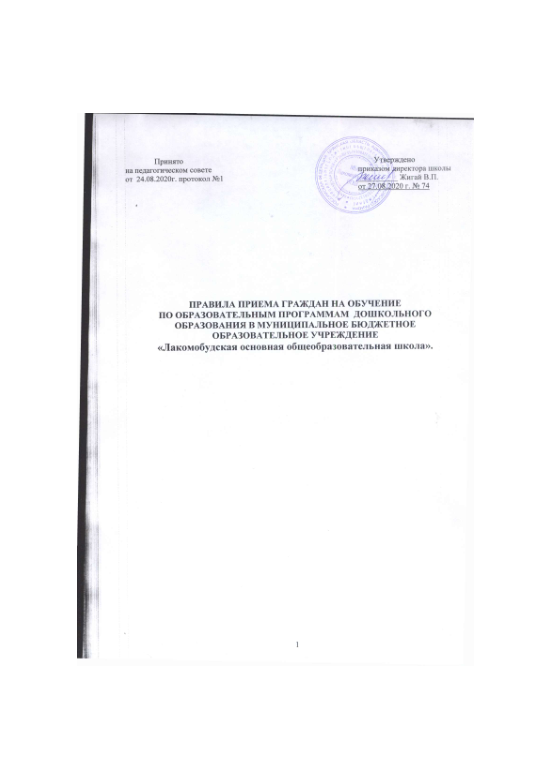 Принято
на педагогическом совете
от 24.08.2020г. протокол №1
Утверждено
приказом директора школы
Жигай В.П.
от 27.08.2020 г. № 74
ПРАВИЛА ПРИЕМА ГРАЖДАН НА ОБУЧЕНИЕ
ПО ОБРАЗОВАТЕЛЬНЫМ ПРОГРАММАМ ДОШКОЛЬНОГО
ОБРАЗОВАНИЯ В МУНИЦИПАЛЬНОЕ БЮДЖЕТНОЕ
ОБРАЗОВАТЕЛЬНОЕ УЧРЕЖДЕНИЕ
«Лакомобудская основная общеобразовательная школа».
1